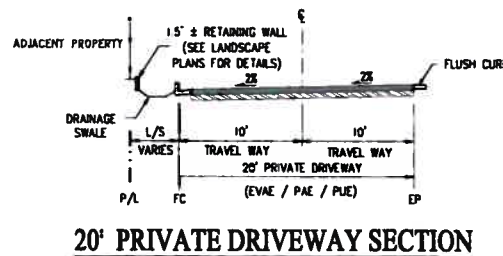 ℄
ADJACENT PROPERTY
1.5' ± RETAINING WALL
(SEE LANDSCAPE
PLANS FOR DETAILS)
2%
2%
FLUSH CURB
DRAINAGE
SWALE
L/S
VARIES
10'
TRAVEL WAY
10'
TRAVEL WAY
20' PRIVATE DRIVEWAY
(EVAE / PAE / PUE)
P/L
FC
EP
20' PRIVATE DRIVEWAY SECTION